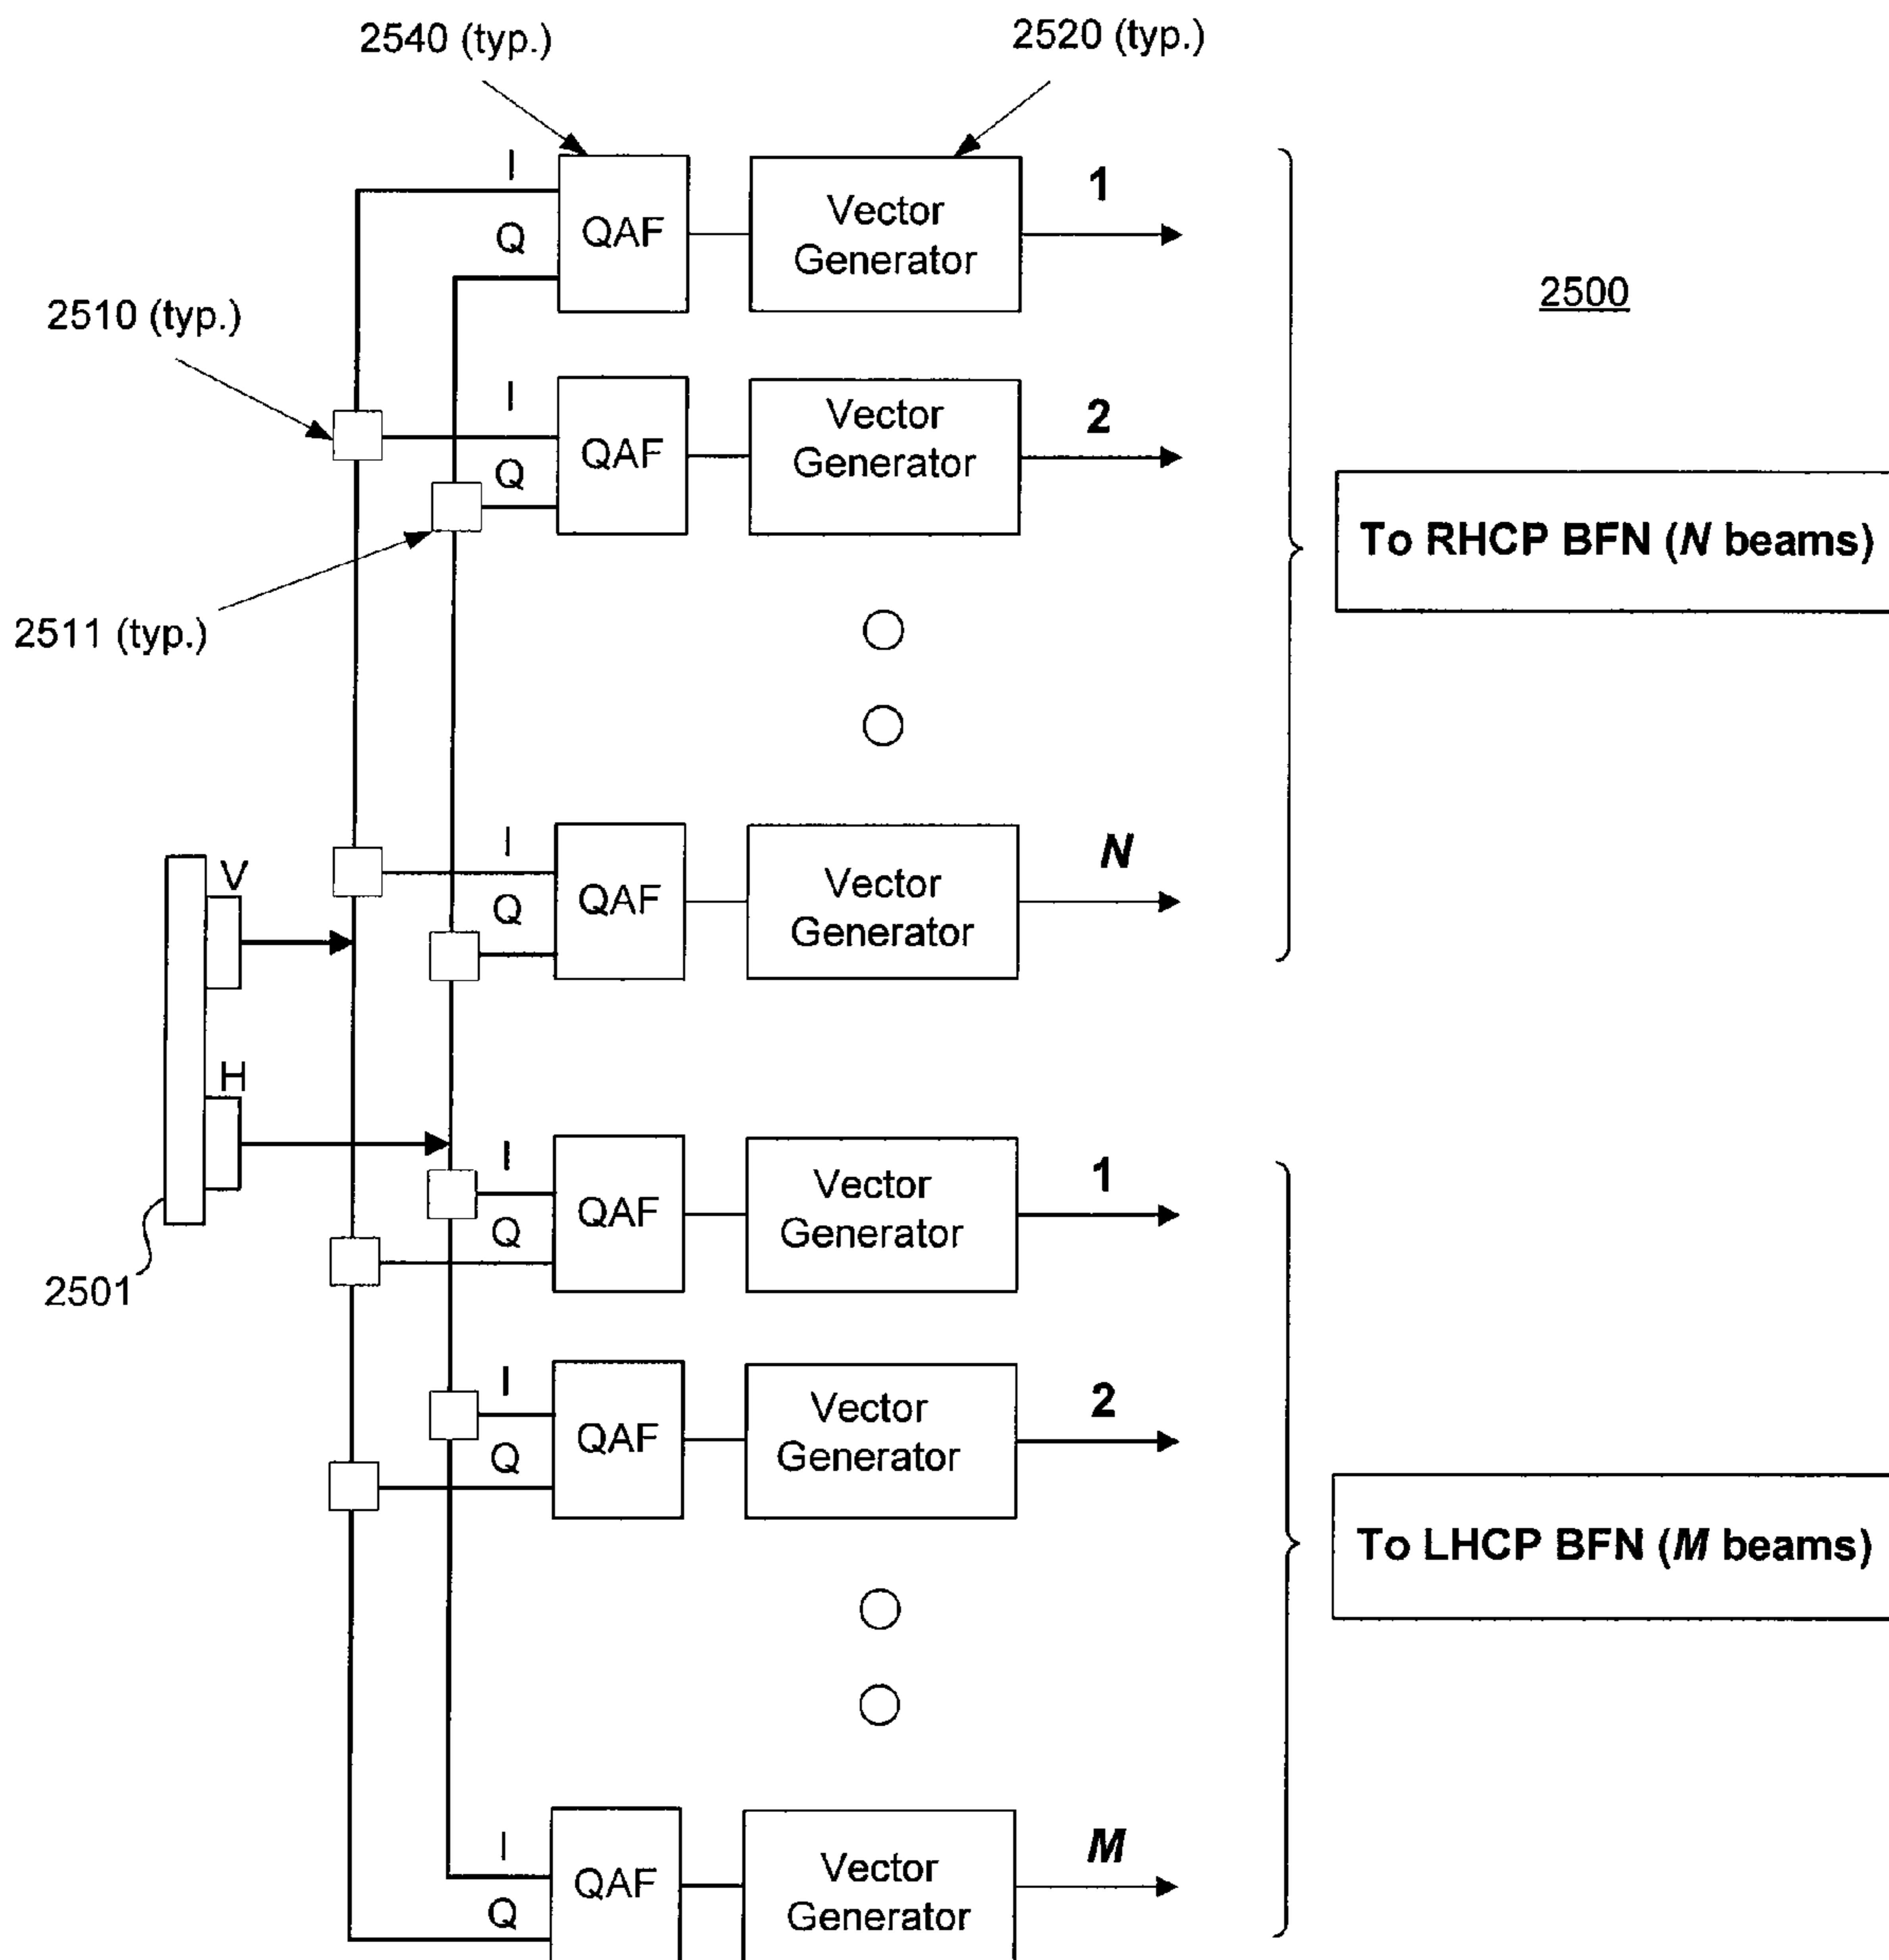 2540 (typ.)
2520 (typ.)
I
Q
QAF
Vector
Generator
1
2500
2510 (typ.)
I
Q
QAF
Vector
Generator
2
To RHCP BFN (N beams)
2511 (typ.)
I
Q
QAF
Vector
Generator
N
V
H
2501
I
Q
QAF
Vector
Generator
1
I
Q
QAF
Vector
Generator
2
To LHCP BFN (M beams)
I
Q
QAF
Vector
Generator
M